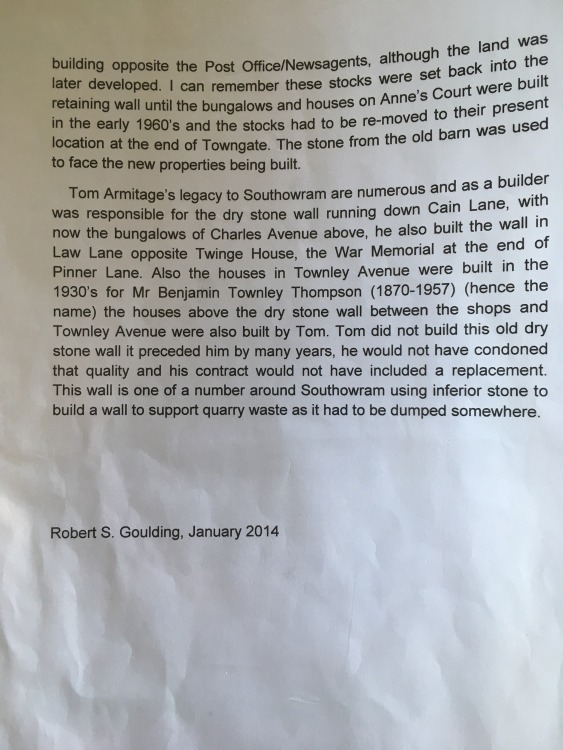 building opposite the Post Office/Newsagents, although the land was
later developed. I can remember these stocks were set back into the
retaining wall until the bungalows and houses on Anne's Court were built
in the early 1960's and the stocks had to be re-moved to their present
location at the end of Towngate. The stone from the old barn was used
to face the new properties being built.
Tom Armitage's legacy to Southowram are numerous and as a builder
was responsible for the dry stone wall running down Cain Lane, with
now the bungalows of Charles Avenue above, he also built the wall in
Law Lane opposite Twinge House, the War Memorial at the end of
Pinner Lane. Also the houses in Townley Avenue were built in the
1930's for Mr Benjamin Townley Thompson (1870-1957) (hence the
name) the houses above the dry stone wall between the shops and
Townley Avenue were also built by Tom. Tom did not build this old dry
stone wall it preceded him by many years, he would not have condoned
that quality and his contract would not have included a replacement.
This wall is one of a number around Southowram using inferior stone to
build a wall to support quarry waste as it had to be dumped somewhere.
Robert S. Goulding, January 2014